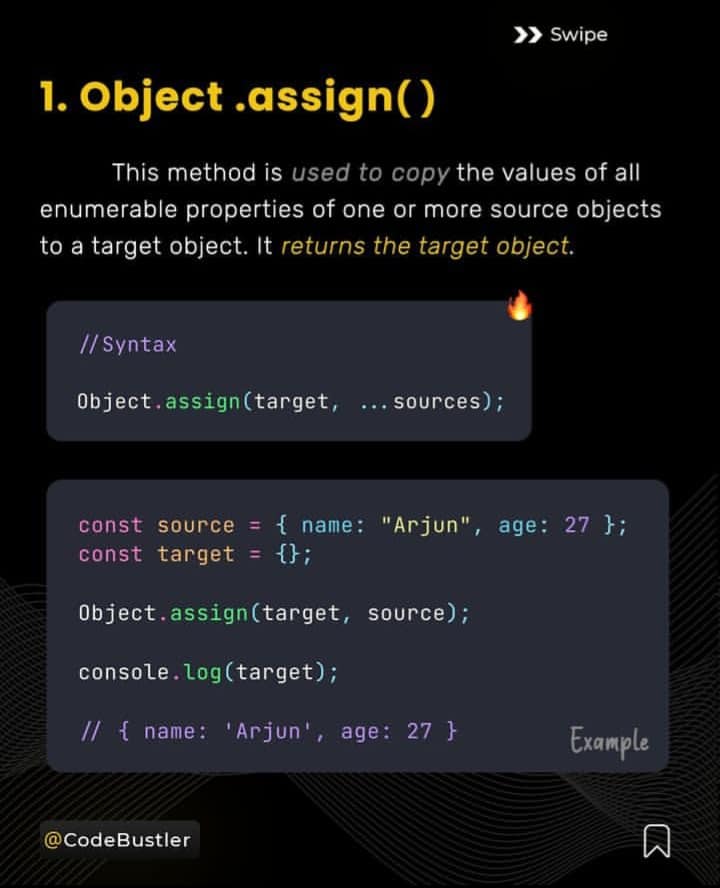 Swipe
1. Object .assign( )
This method is used to copy the values of all
enumerable properties of one or more source objects
to a target object. It returns the target object.
//Syntax
Object.assign(target, ...sources);
const source = { name: "Arjun", age: 27 };
const target = {};
Object.assign(target, source);
console.log(target);
// { name: 'Arjun', age: 27 }
Example
@CodeBustler